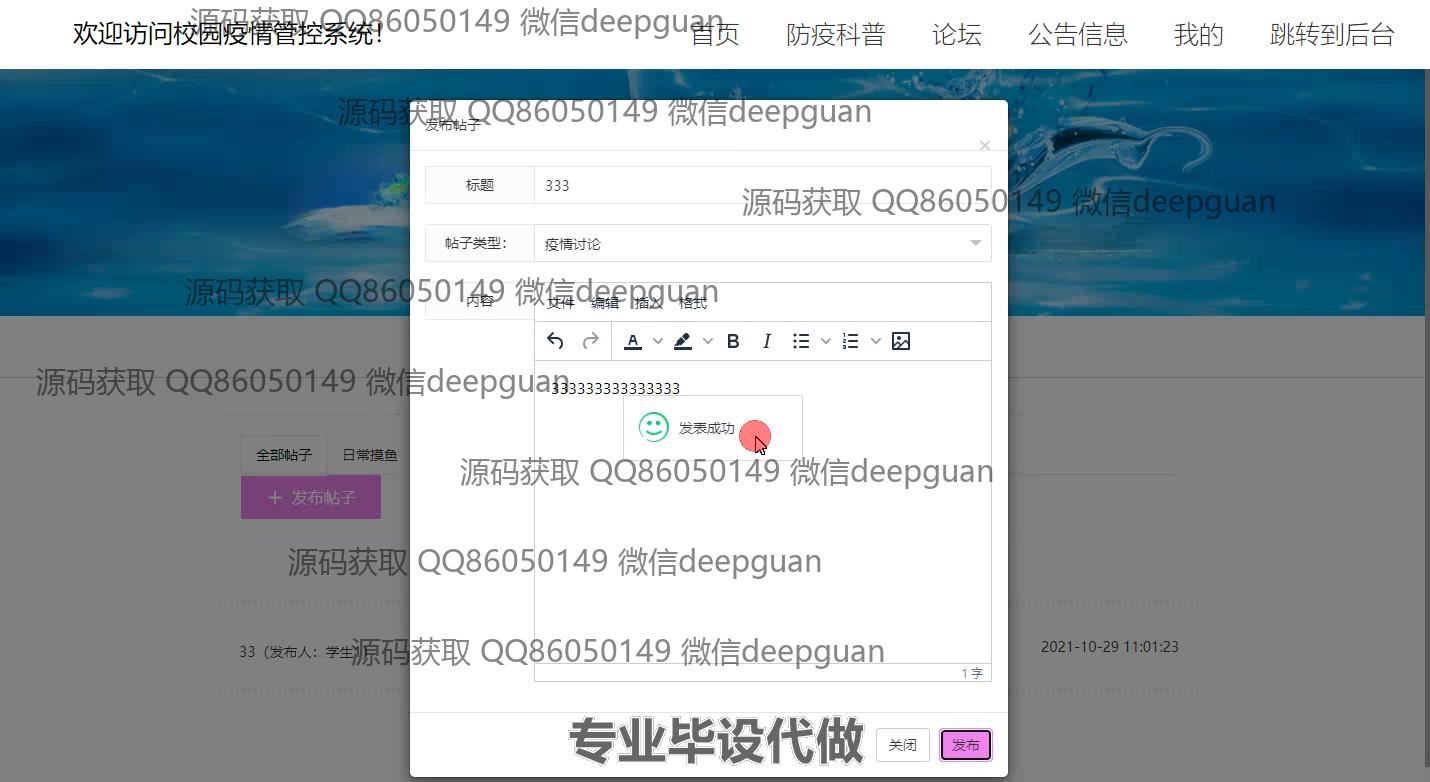 欢迎访问校园疫情管控系统!
首页 防疫科普 论坛 公告信息 我的 跳转到后台
源码获取 QQ86050149 微信deepguan
源码获取 QQ86050149 微信deepguan
发布帖子
×
标题 333
源码获取 QQ86050149 微信deepguan
帖子类型: 疫情讨论
源码获取 QQ86050149 微信deepguan
内容 文件 编辑 插入 格式
A B I
源码获取 QQ86050149 微信deepguan
333333333333333
发表成功
全部帖子 日常摸鱼
源码获取 QQ86050149 微信deepguan
+ 发布帖子
源码获取 QQ86050149 微信deepguan
33（发布人：学生
2021-10-29 11:01:23
源码获取 QQ86050149 微信deepguan
1 字
专业毕设代做
关闭 发布